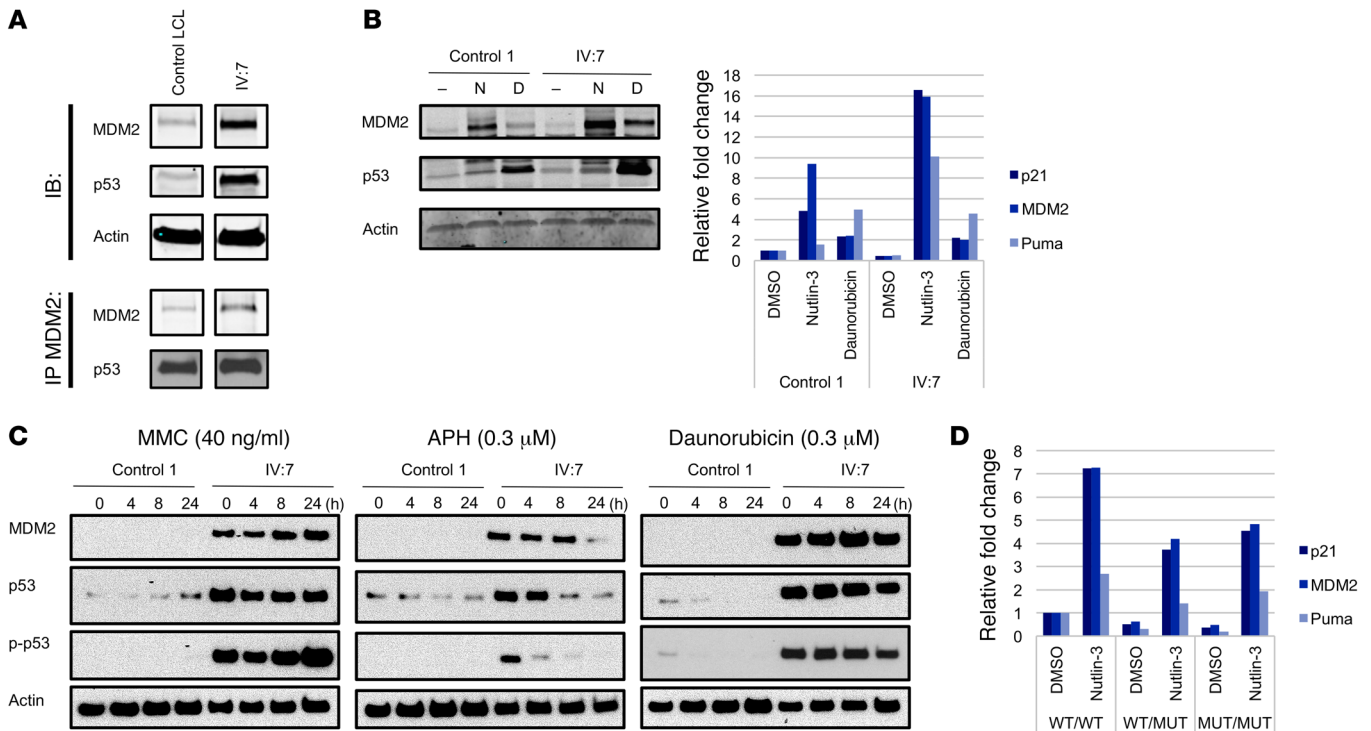 A
Control LCL
IV:7
IB:
MDM2
p53
Actin
IP MDM2:
MDM2
p53
B
Control 1
IV:7
– N D – N D
MDM2
p53
Actin
Relative fold change
18
16
14
12
10
8
6
4
2
0
DMSO
Nutlin-3
Daunorubicin
DMSO
Nutlin-3
Daunorubicin
Control 1
IV:7
p21
MDM2
Puma
C
MMC (40 ng/ml)
Control 1
IV:7
0 4 8 24 0 4 8 24 (h)
APH (0.3 μM)
Control 1
IV:7
0 4 8 24 0 4 8 24 (h)
Daunorubicin (0.3 μM)
Control 1
IV:7
0 4 8 24 0 4 8 24 (h)
MDM2
p53
p-p53
Actin
D
Relative fold change
8
7
6
5
4
3
2
1
0
DMSO
Nutlin-3
DMSO
Nutlin-3
DMSO
Nutlin-3
WT/WT
WT/MUT
MUT/MUT
p21
MDM2
Puma